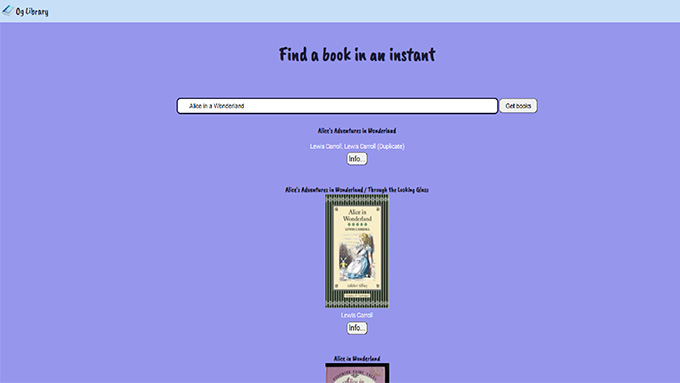 Og Library
Find a book in an instant
Alice in a Wonderland
Get books
Alice's Adventures in Wonderland
Lewis Carroll, Lewis Carroll (Duplicate)
Info...
Alice's Adventures in Wonderland / Through the Looking Glass
Alice in
Wonderland
LEWIS CARROLL
Lewis Carroll
Info...
Alice in Wonderland
Alice in